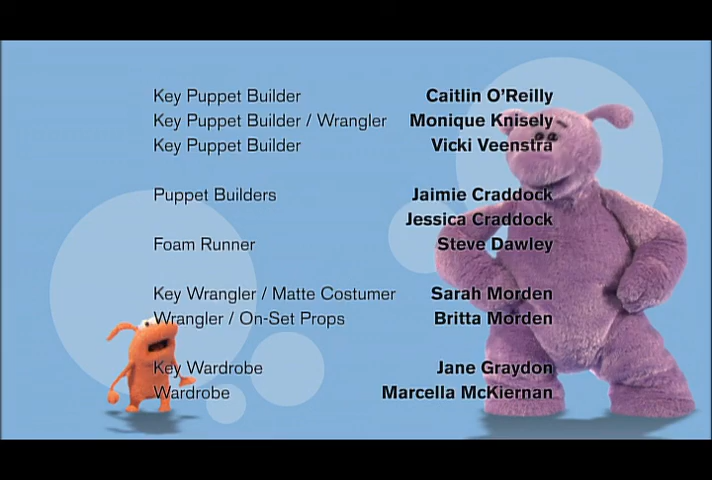 Key Puppet Builder Caitlin O'Reilly
Key Puppet Builder / Wrangler Monique Knisely
Key Puppet Builder Vicki Veenstra
Puppet Builders Jaimie Craddock
Jessica Craddock
Foam Runner Steve Dawley
Key Wrangler / Matte Costumer Sarah Morden
Wrangler / On-Set Props Britta Morden
Key Wardrobe Jane Graydon
Wardrobe Marcella McKiernan